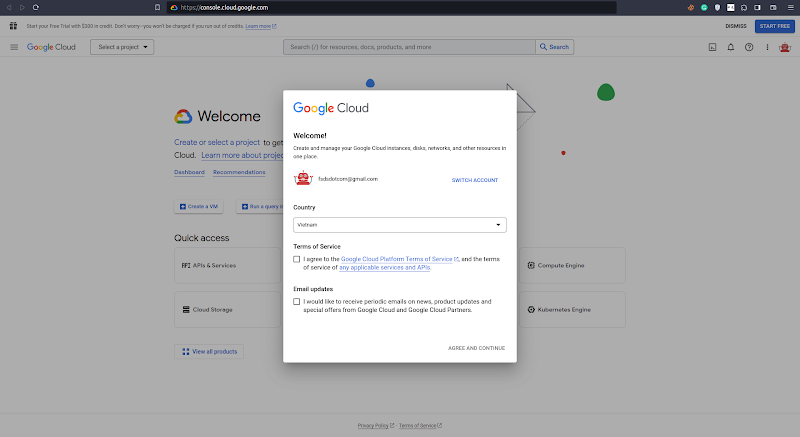 https://console.cloud.google.com
Start your Free Trial with $300 in credit. Don't worry—you won't be charged if you run out of credits. Learn more
DISMISS
START FREE
Google Cloud
Select a project
Search (/) for resources, docs, products, and more
Search
Welcome
Create or select a project to get
Cloud. Learn more about projec
Dashboard
Recommendations
Create a VM
Run a query in
Quick access
APIs & Services
Compute Engine
Cloud Storage
Kubernetes Engine
View all products
Google Cloud
Welcome!
Create and manage your Google Cloud instances, disks, networks, and other resources in
one place.
fsdsdotcom@gmail.com
SWITCH ACCOUNT
Country
Vietnam
Terms of Service
I agree to the Google Cloud Platform Terms of Service, and the terms
of service of any applicable services and APIs.
Email updates
I would like to receive periodic emails on news, product updates and
special offers from Google Cloud and Google Cloud Partners.
AGREE AND CONTINUE
Privacy Policy
Terms of Service